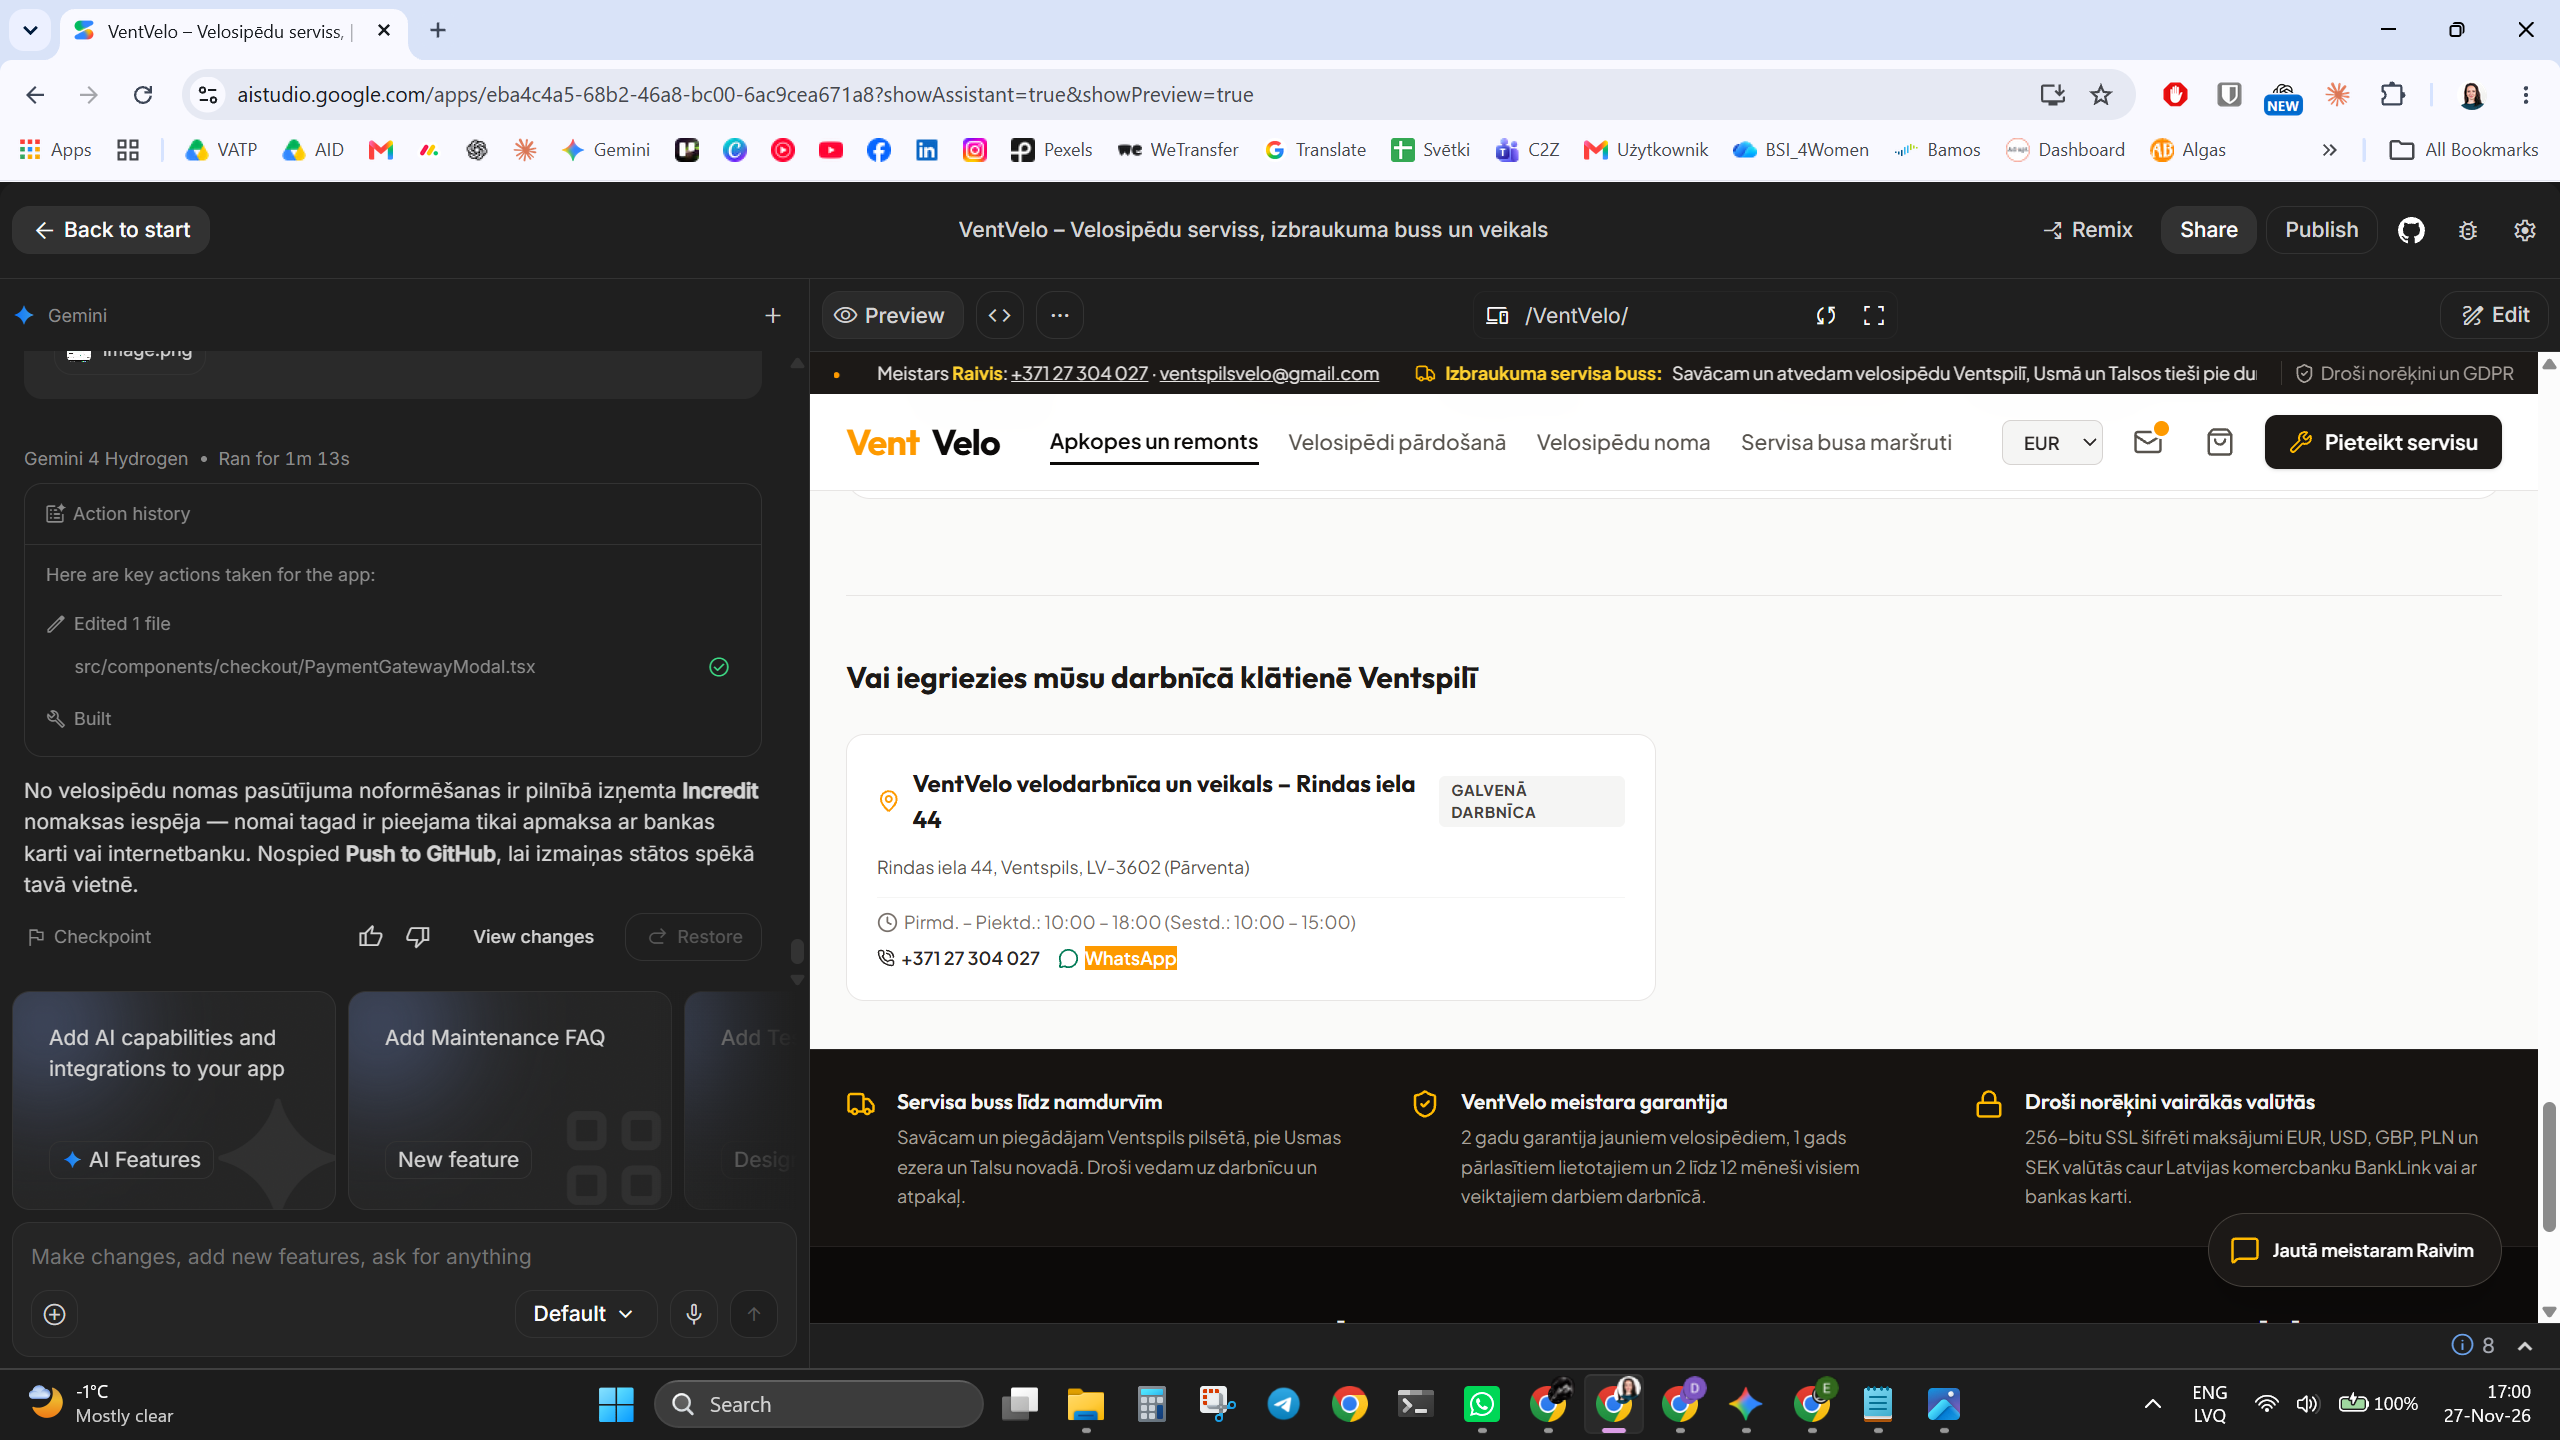 VentVelo – Velosipēdu serviss, |
aistudio.google.com/apps/eba4c4a5-68b2-46a8-bc00-6ac9cea671a8?showAssistant=true&showPreview=true
NEW
Apps
VATP
AID
Gemini
Pexels
WeTransfer
Translate
Svētki
C2Z
Użytkownik
BSI_4Women
Bamos
Dashboard
Algas
All Bookmarks
Back to start
VentVelo – Velosipēdu serviss, izbraukuma buss un veikals
Remix
Share
Publish
Gemini
Preview
/VentVelo/
Edit
image.png
Gemini 4 Hydrogen • Ran for 1m 13s
Action history
Here are key actions taken for the app:
Edited 1 file
src/components/checkout/PaymentGatewayModal.tsx
Built
No velosipēdu nomas pasūtījuma noformēšanas ir pilnībā izņemta Incredit
nomaksas iespēja — nomai tagad ir pieejama tikai apmaksa ar bankas
karti vai internetbanku. Nospied Push to GitHub, lai izmaiņas stātos spēkā
tavā vietnē.
Checkpoint
View changes
Restore
Add AI capabilities and
integrations to your app
AI Features
Add Maintenance FAQ
New feature
Add Te
Desig
Make changes, add new features, ask for anything
Default
Meistars Raivis: +371 27 304 027 · ventspilsvelo@gmail.com
Izbraukuma servisa buss: Savācam un atvedam velosipēdu Ventspilī, Usmā un Talsos tieši pie du
Droši norēķini un GDPR
Vent Velo
Apkopes un remonts
Velosipēdi pārdošanā
Velosipēdu noma
Servisa busa maršruti
EUR
Pieteikt servisu
Vai iegriezies mūsu darbnīcā klātienē Ventspilī
VentVelo velodarbnīca un veikals – Rindas iela
44
GALVENĀ
DARBNĪCA
Rindas iela 44, Ventspils, LV-3602 (Pārventa)
Pirmd. – Piektd.: 10:00 – 18:00 (Sestd.: 10:00 – 15:00)
+371 27 304 027
WhatsApp
Servisa buss līdz namdurvīm
Savācam un piegādājam Ventspils pilsētā, pie Usmas
ezera un Talsu novadā. Droši vedam uz darbnīcu un
atpakaļ.
VentVelo meistara garantija
2 gadu garantija jauniem velosipēdiem, 1 gads
pārlasītiem lietotajiem un 2 līdz 12 mēneši visiem
veiktajiem darbiem darbnīcā.
Droši norēķini vairākās valūtās
256-bitu SSL šifrēti maksājumi EUR, USD, GBP, PLN un
SEK valūtās caur Latvijas komercbanku BankLink vai ar
bankas karti.
Jautā meistaram Raivim
8
-1°C
Mostly clear
Search
D
E
ENG
LVQ
100%
17:00
27-Nov-26